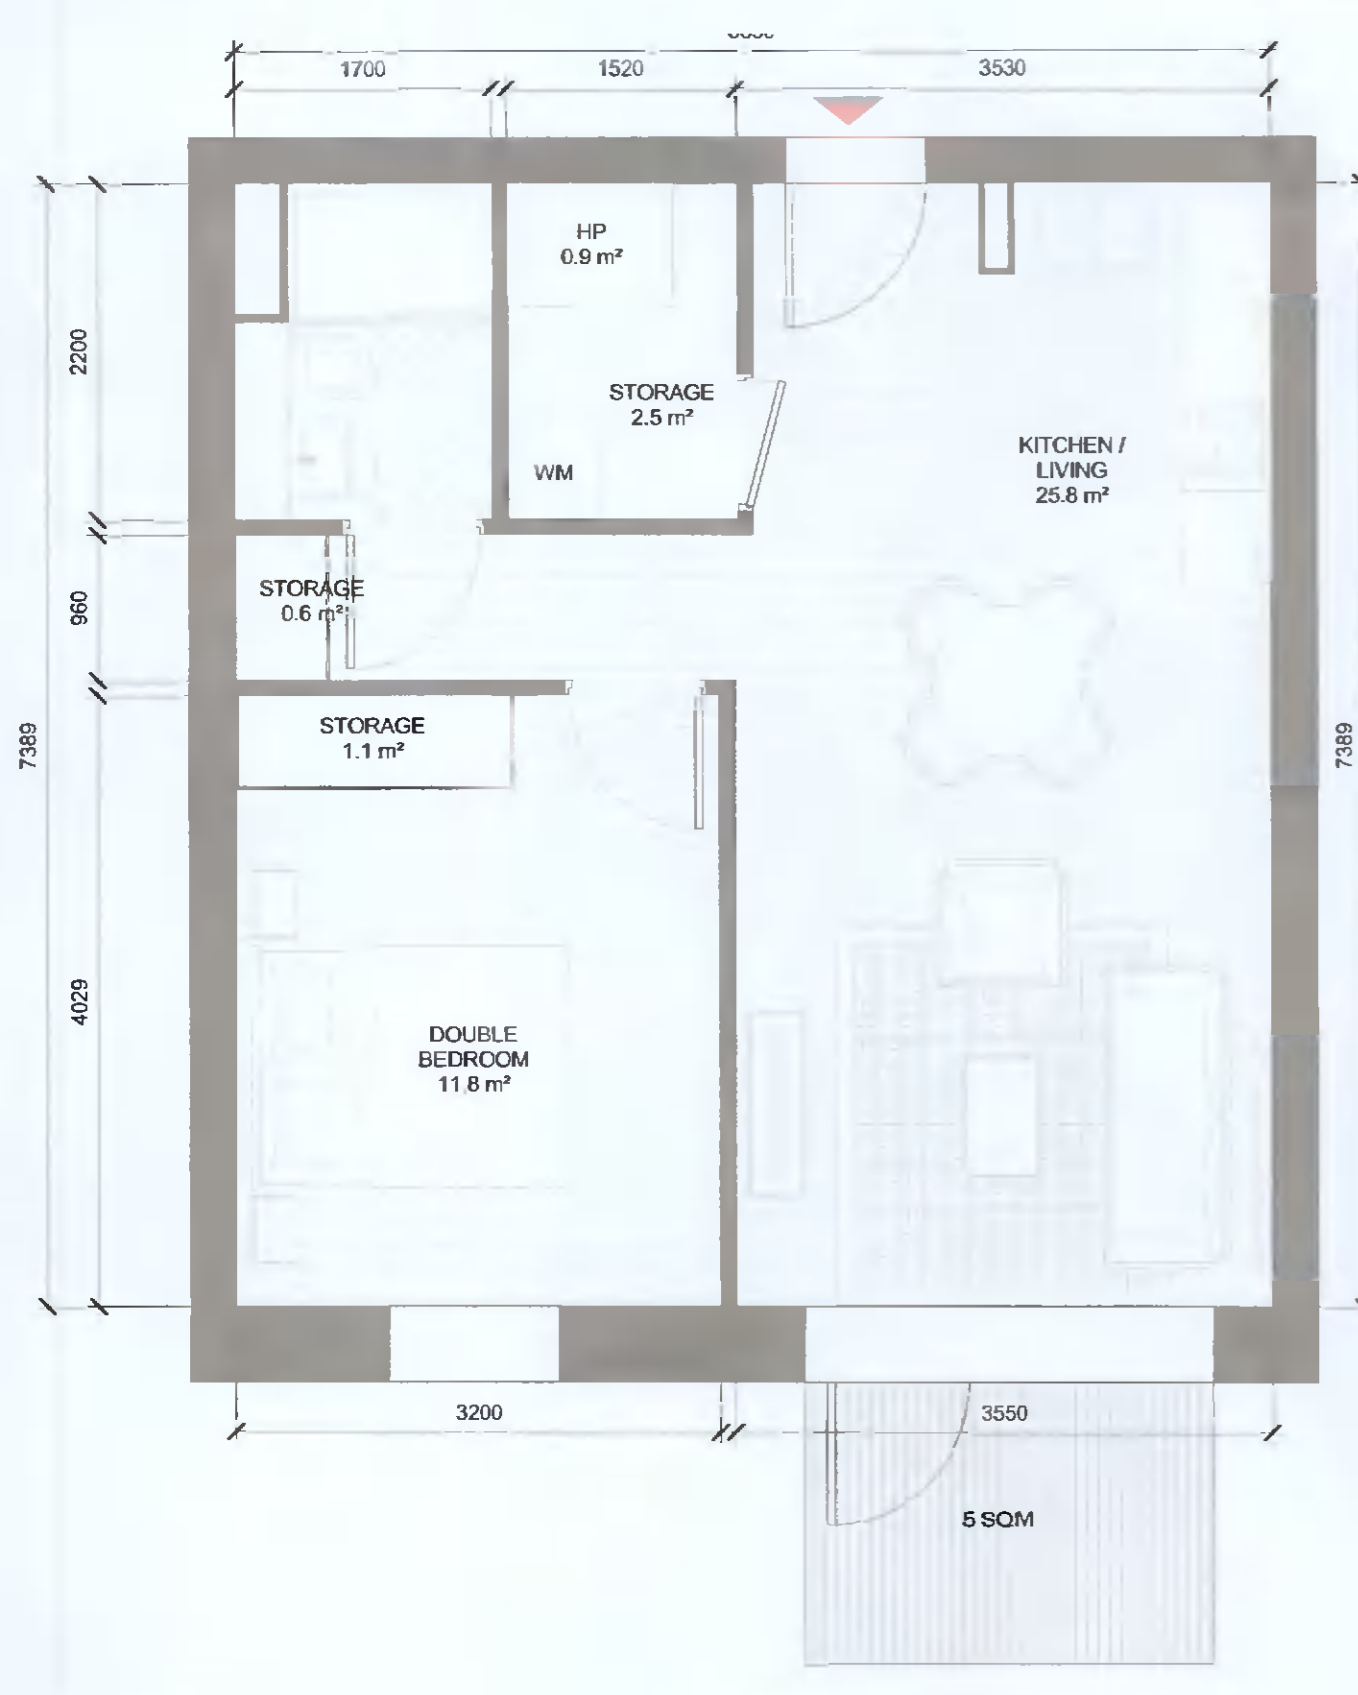 1700
1520
3530
HP
0.9 m²
2200
STORAGE
2.5 m²
WM
KITCHEN /
LIVING
25.8 m²
STORAGE
0.6 m²
960
STORAGE
1.1 m²
7389
7389
4029
DOUBLE
BEDROOM
11.8 m²
3200
3550
5 SQM